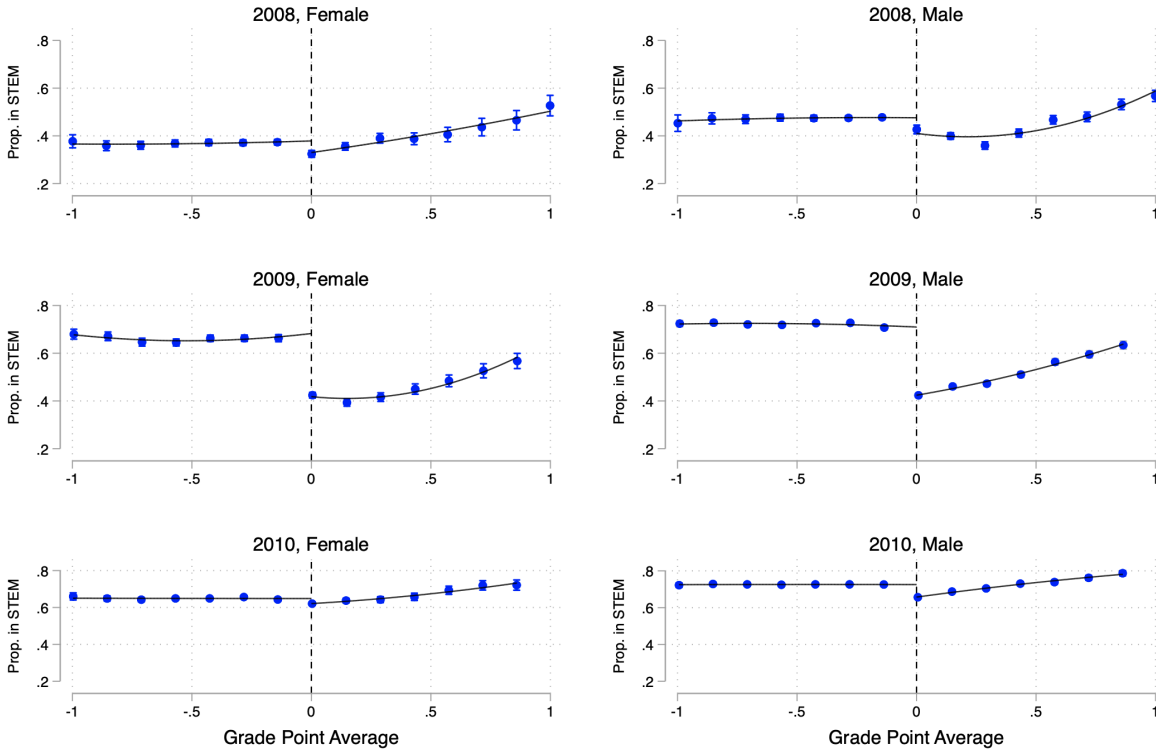 2008, Female
Prop. in STEM
.8
.6
.4
.2
-1 -.5 0 .5 1
2008, Male
Prop. in STEM
.8
.6
.4
.2
-1 -.5 0 .5 1
2009, Female
Prop. in STEM
.8
.6
.4
.2
-1 -.5 0 .5 1
2009, Male
Prop. in STEM
.8
.6
.4
.2
-1 -.5 0 .5 1
2010, Female
Prop. in STEM
.8
.6
.4
.2
-1 -.5 0 .5 1
Grade Point Average
2010, Male
Prop. in STEM
.8
.6
.4
.2
-1 -.5 0 .5 1
Grade Point Average